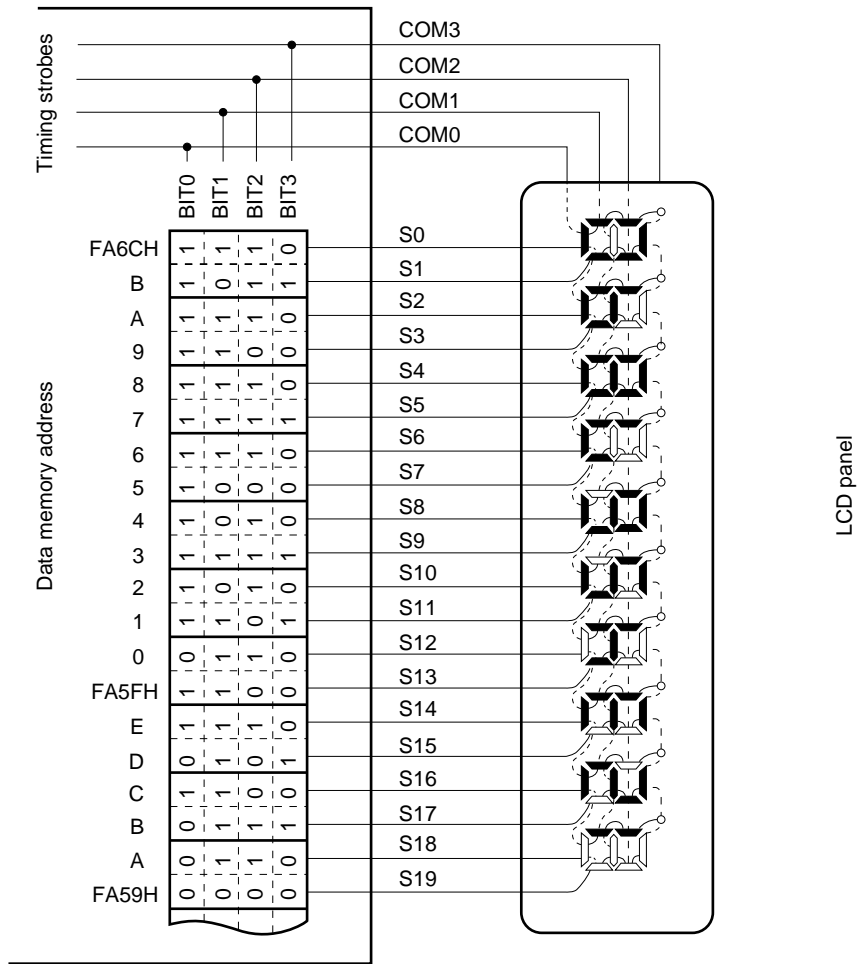 Timing strobes
COM3
COM2
COM1
COM0
BIT0 BIT1 BIT2 BIT3
Data memory address
FA6CH 1 1 1 0 S0
B 1 0 1 1 S1
A 1 1 1 0 S2
9 1 1 0 0 S3
8 1 1 1 0 S4
7 1 1 1 1 S5
6 1 1 1 0 S6
5 1 0 0 0 S7
4 1 0 1 0 S8
3 1 1 1 1 S9
2 1 0 1 0 S10
1 1 1 0 1 S11
0 0 1 1 0 S12
FA5FH 1 1 0 0 S13
E 1 1 1 0 S14
D 0 1 0 1 S15
C 1 1 0 0 S16
B 0 1 1 1 S17
A 0 1 1 0 S18
FA59H 0 0 0 0 S19
LCD panel